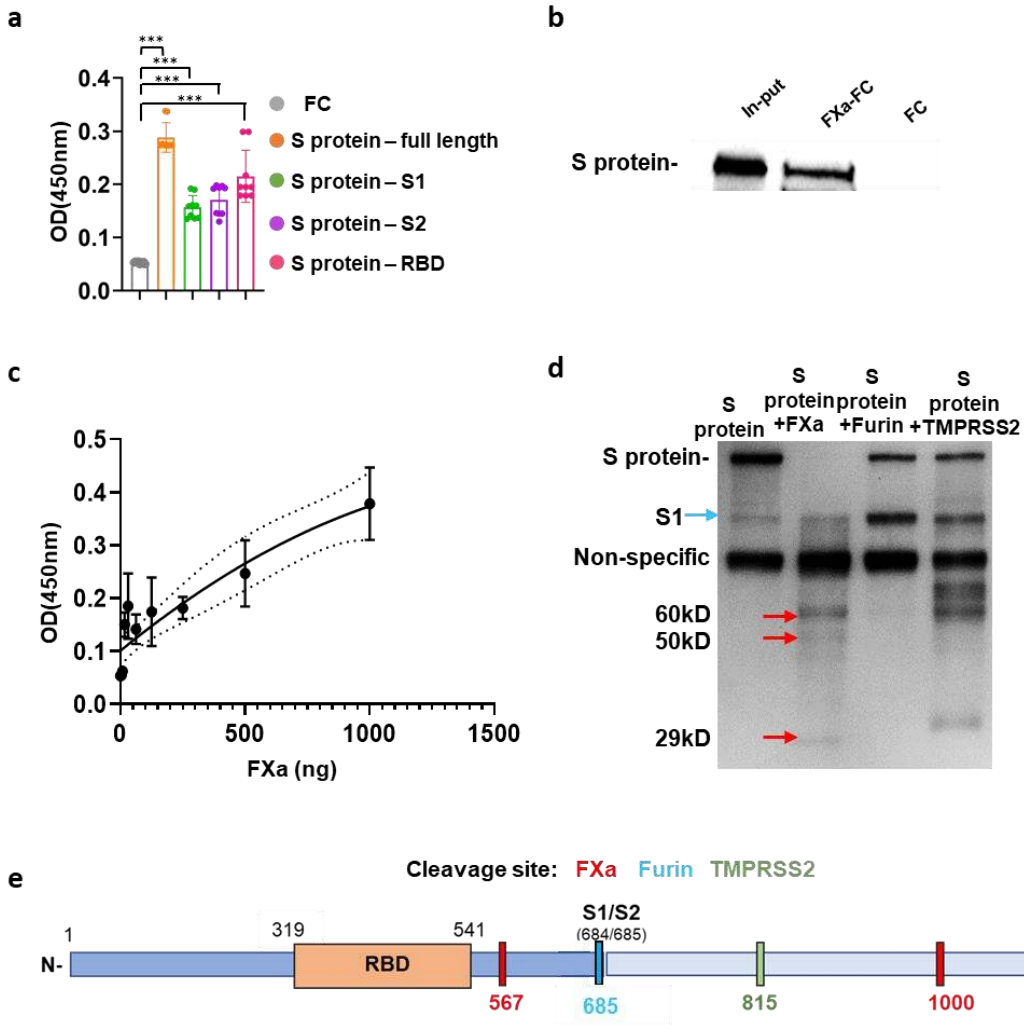 a
***
***
***
***
0.4
0.3
0.2
0.1
0.0
OD(450nm)
FC
S protein – full length
S protein – S1
S protein – S2
S protein – RBD
b
In-put
FXa-FC
FC
S protein-
c
0.5
0.4
0.3
0.2
0.1
0.0
OD(450nm)
0 500 1000 1500
FXa (ng)
d
S
protein
S
protein
+FXa
S
protein
+Furin
S
protein
+TMPRSS2
S protein-
S1
Non-specific
60kD
50kD
29kD
e
Cleavage site: FXa Furin TMPRSS2
S1/S2
(684/685)
1 319 541
N-
RBD
567 685 815 1000